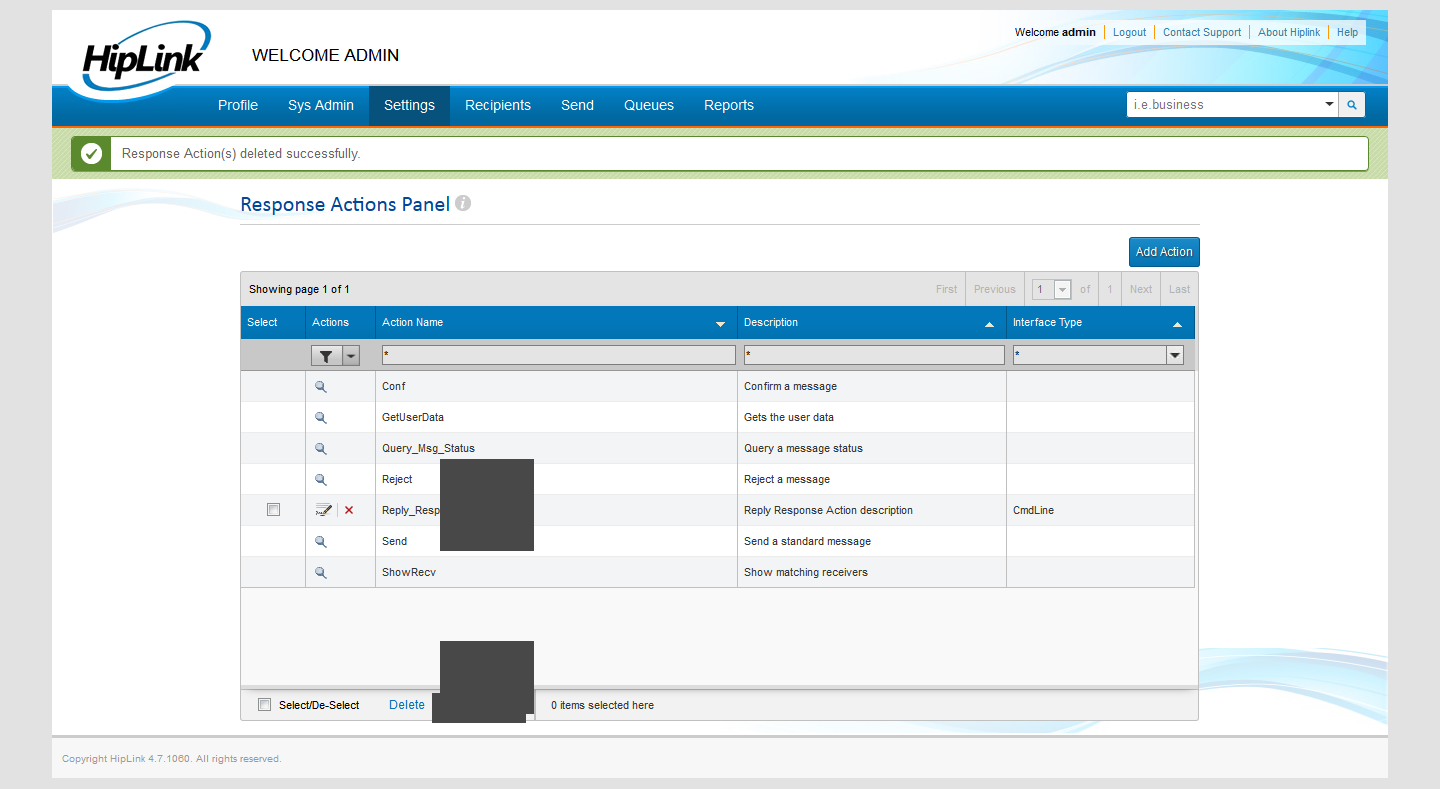 HipLink
WELCOME ADMIN
Welcome admin Logout Contact Support About Hiplink Help
Profile Sys Admin Settings Recipients Send Queues Reports
i.e.business
Response Action(s) deleted successfully.
Response Actions Panel i
Add Action
Showing page 1 of 1 First Previous 1 of 1 Next Last
Select Actions Action Name Description Interface Type
* * *
Conf Confirm a message
GetUserData Gets the user data
Query_Msg_Status Query a message status
Reject Reject a message
Reply Response Action description CmdLine
Send Send a standard message
ShowRecv Show matching receivers
Select/De-Select Delete 0 items selected here
Copyright HipLink 4.7.1060. All rights reserved.